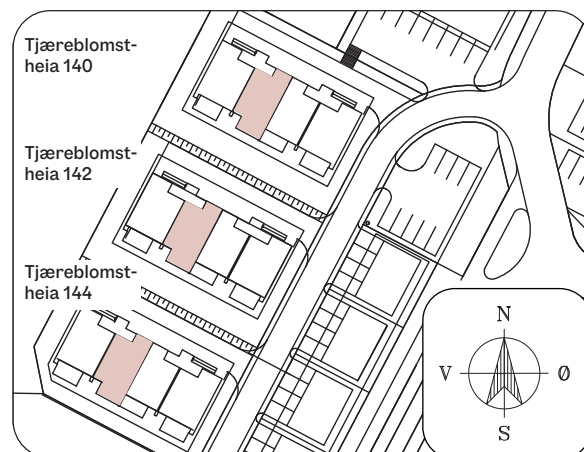 Tjæreblomst-
heia 140
Tjæreblomst-
heia 142
Tjæreblomst-
heia 144
N
V Ø
S